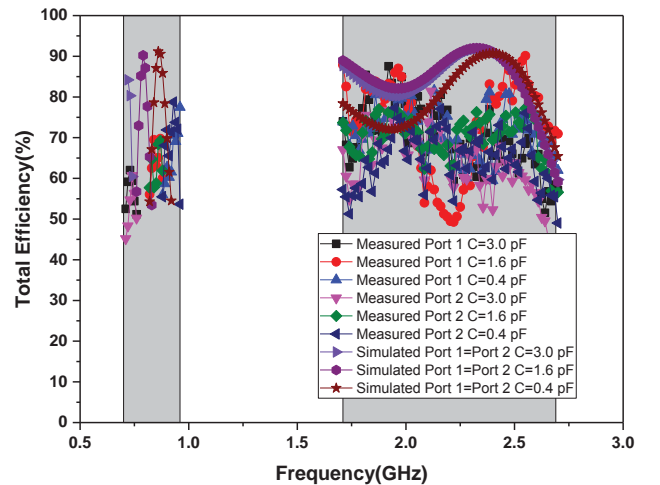 Total Efficiency(%)
100
90
80
70
60
50
40
30
20
10
0
Measured Port 1 C=3.0 pF
Measured Port 1 C=1.6 pF
Measured Port 1 C=0.4 pF
Measured Port 2 C=3.0 pF
Measured Port 2 C=1.6 pF
Measured Port 2 C=0.4 pF
Simulated Port 1=Port 2 C=3.0 pF
Simulated Port 1=Port 2 C=1.6 pF
Simulated Port 1=Port 2 C=0.4 pF
0.5 1.0 1.5 2.0 2.5 3.0
Frequency(GHz)